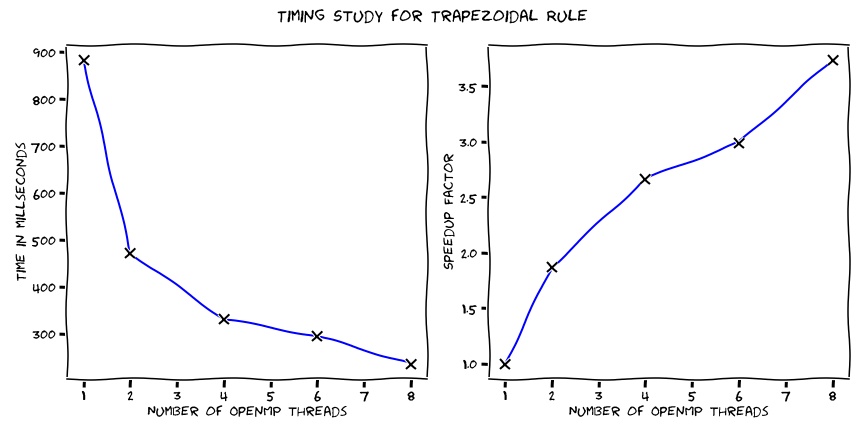 TIMING STUDY FOR TRAPEZOIDAL RULE
900
800
700
600
500
400
300
TIME IN MILLSECONDS
1 2 3 4 5 6 7 8
NUMBER OF OPENMP THREADS
3.5
3.0
2.5
2.0
1.5
1.0
SPEEDUP FACTOR
1 2 3 4 5 6 7 8
NUMBER OF OPENMP THREADS